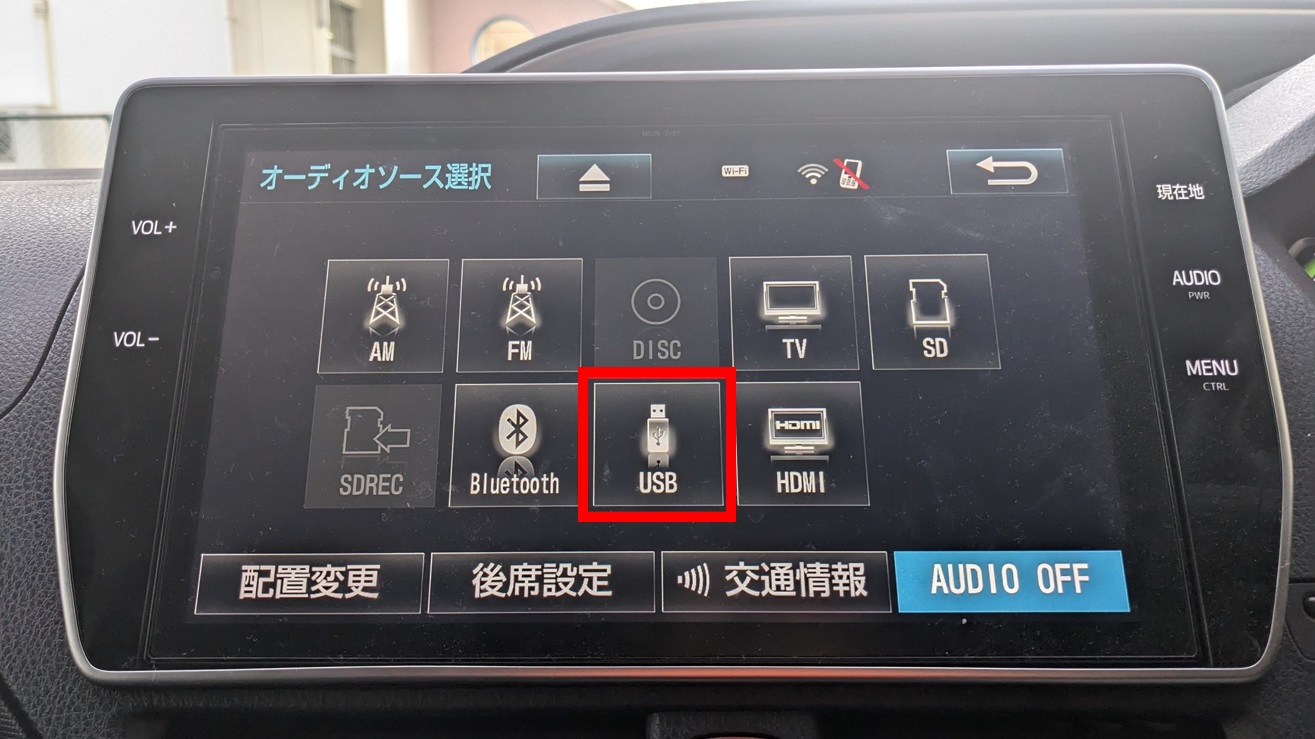 オーディオソース選択
Wi-Fi
現在地
VOL+
AUDIO
PWR
AM
FM
DISC
TV
SD
VOL-
MENU
CTRL
HDMI
SDREC
Bluetooth
USB
HDMI
配置変更
後席設定
交通情報
AUDIO OFF